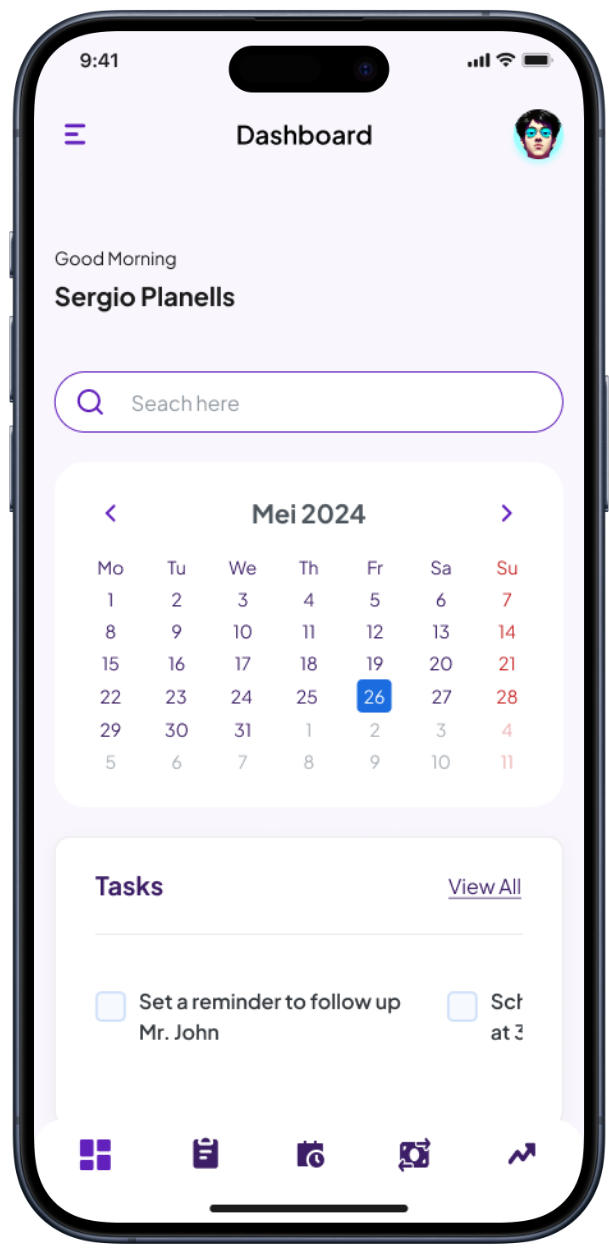 9:41
Dashboard
Good Morning
Sergio Planells
Seach here
Mei 2024
Mo Tu We Th Fr Sa Su
1 2 3 4 5 6 7
8 9 10 11 12 13 14
15 16 17 18 19 20 21
22 23 24 25 26 27 28
29 30 31 1 2 3 4
5 6 7 8 9 10 11
Tasks View All
Set a reminder to follow up
Mr. John
Sch
at 3